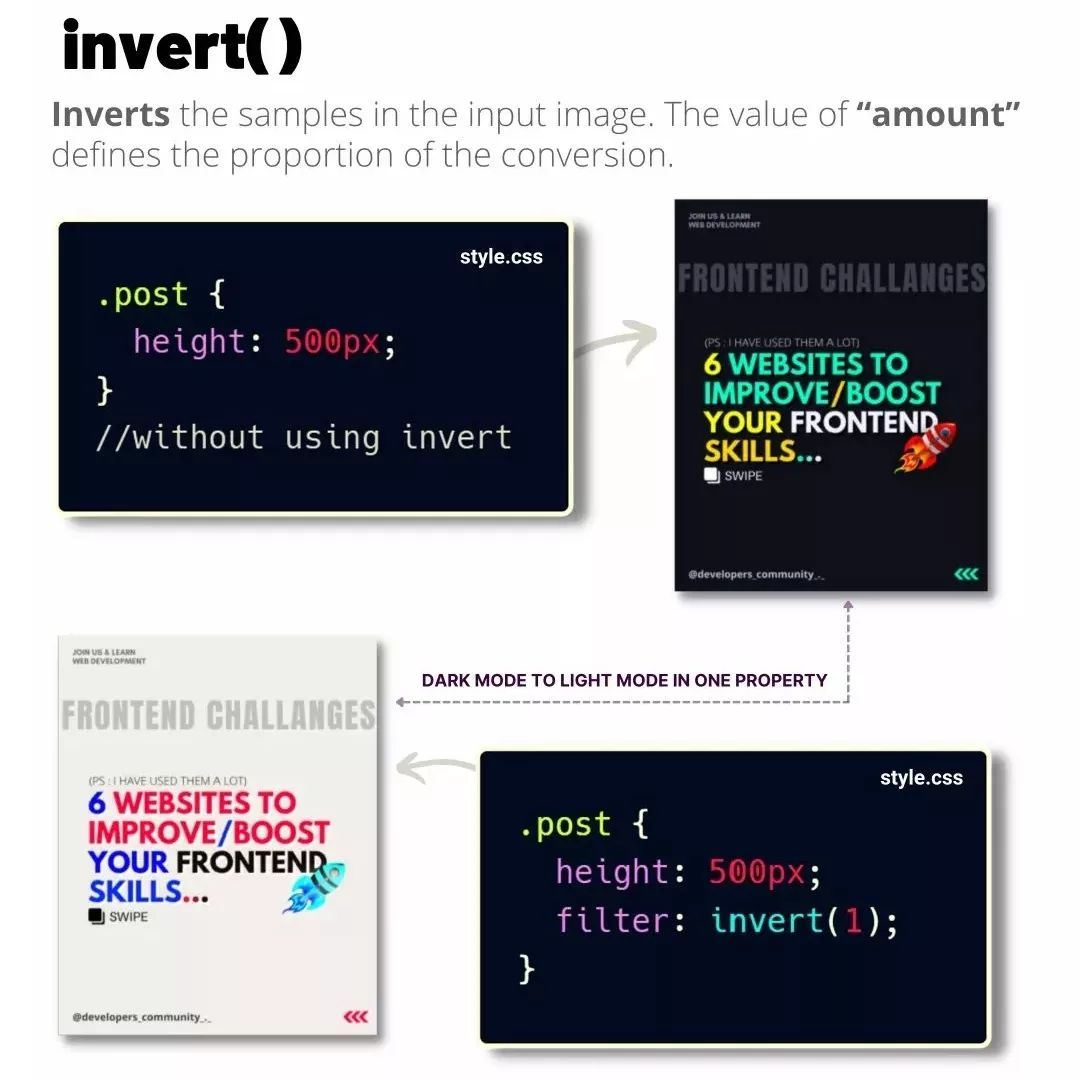 invert()
Inverts the samples in the input image. The value of “amount”
defines the proportion of the conversion.
style.css
.post {
height: 500px;
}
//without using invert
JOIN US & LEARN
WEB DEVELOPMENT
FRONTEND CHALLANGES
(PS : I HAVE USED THEM A LOT)
6 WEBSITES TO
IMPROVE/BOOST
YOUR FRONTEND
SKILLS...
SWIPE
@developers_community_._
DARK MODE TO LIGHT MODE IN ONE PROPERTY
JOIN US & LEARN
WEB DEVELOPMENT
FRONTEND CHALLANGES
(PS : I HAVE USED THEM A LOT)
6 WEBSITES TO
IMPROVE/BOOST
YOUR FRONTEND
SKILLS...
SWIPE
@developers_community_._
style.css
.post {
height: 500px;
filter: invert(1);
}